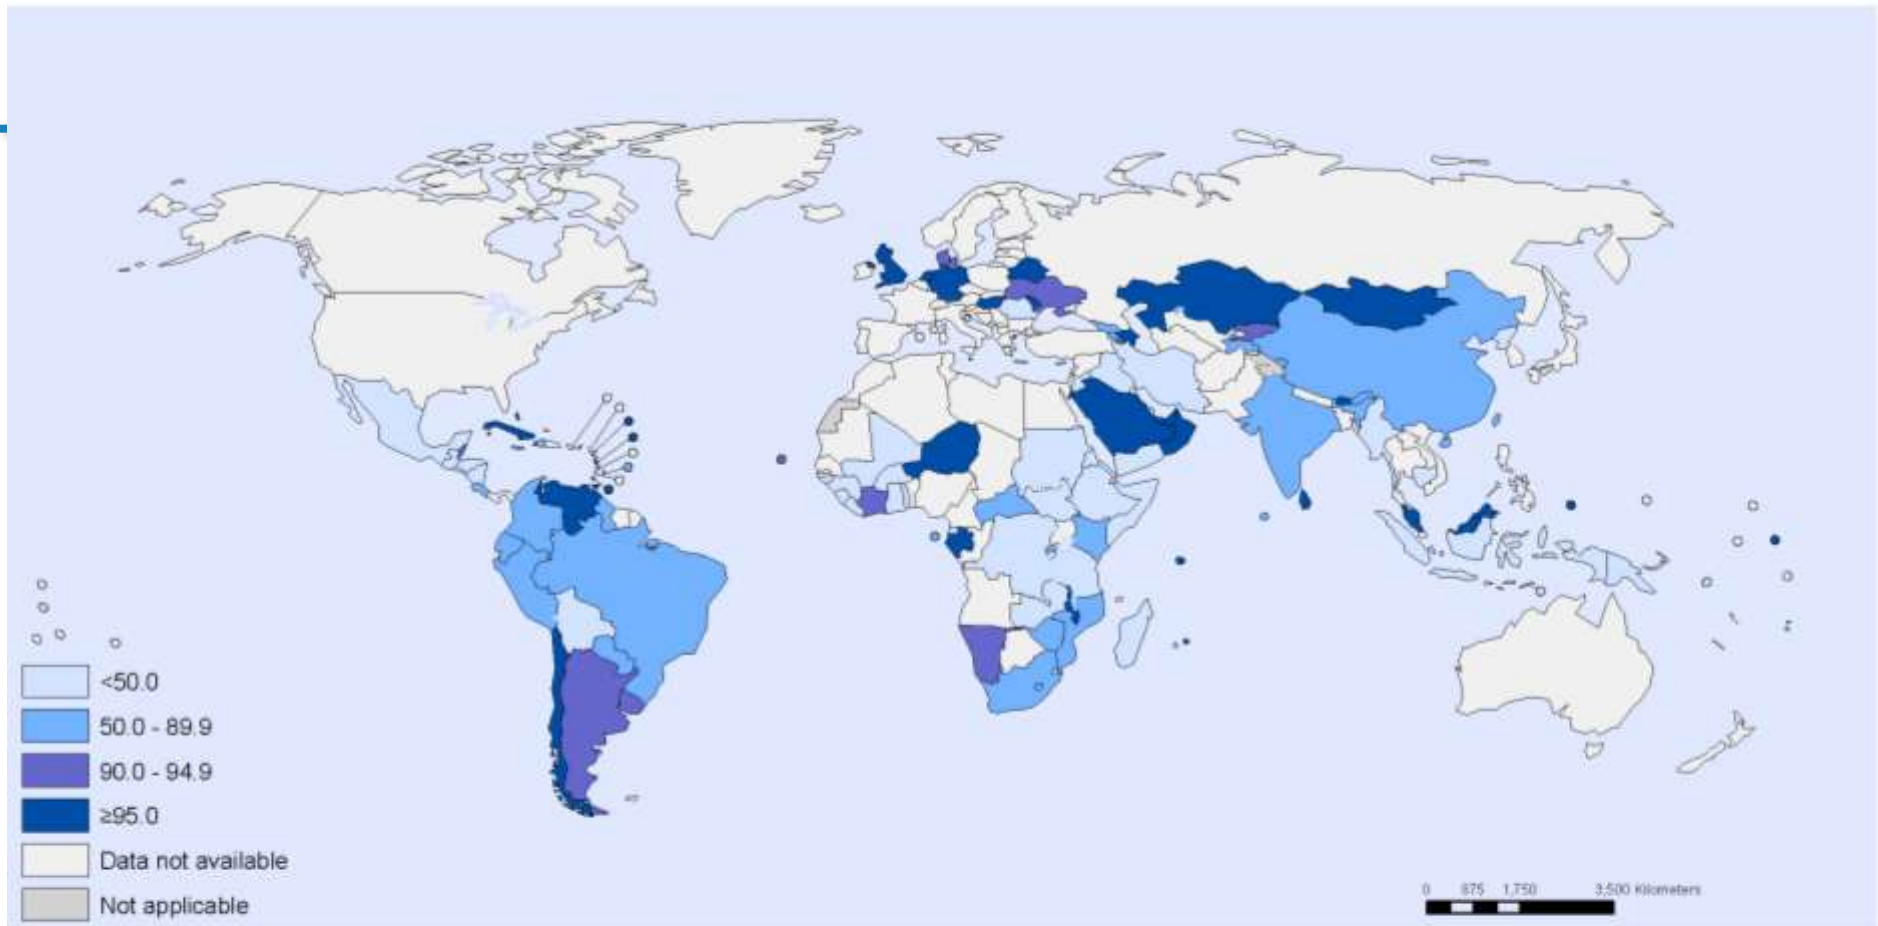 <50.0
50.0 - 89.9
90.0 - 94.9
≥95.0
Data not available
Not applicable
0 875 1,750 3,500 Kilometers